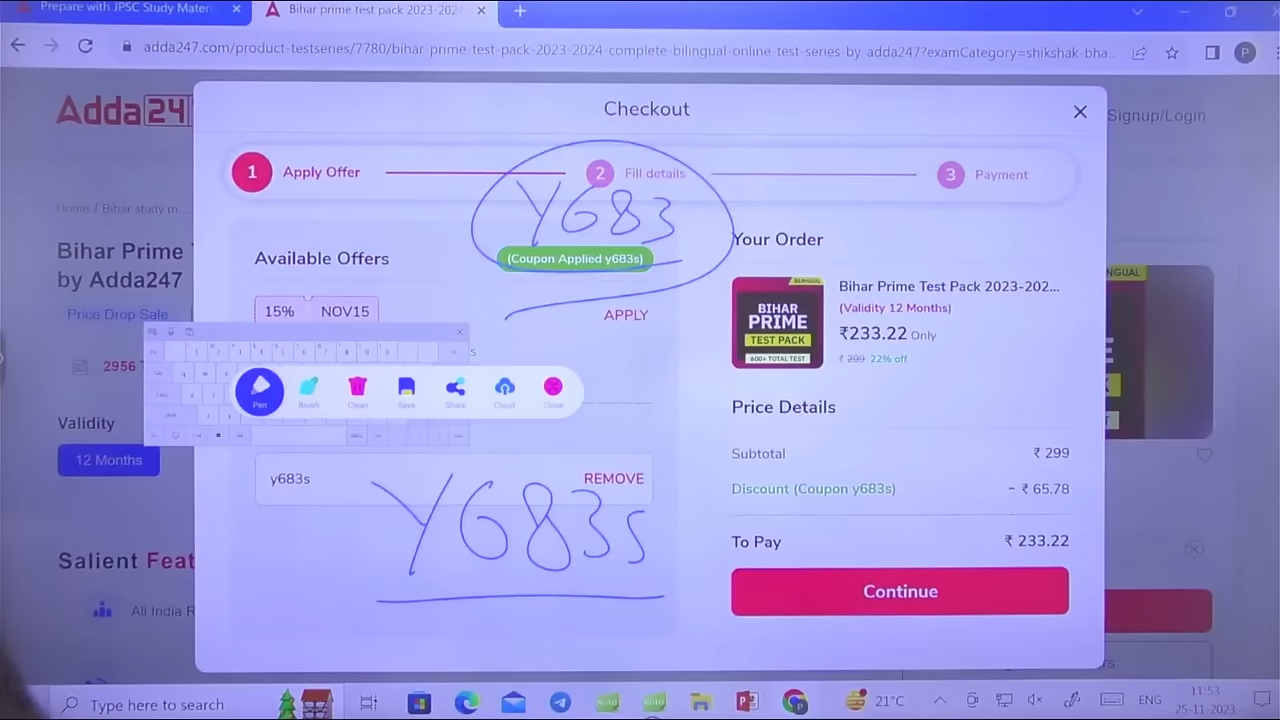 Prepare with JPSC Study Mater
Bihar prime test pack 2023-202
adda247.com/product-testseries/7780/bihar-prime-test-pack-2023-2024-complete-bilingual-online-test-series-by-adda247?examCategory=shikshak-bha...
P
Adda247
Signup/Login
Checkout
1 Apply Offer
2 Fill details
3 Payment
Y683
Home / Bihar study m...
Bihar Prime
by Adda247
Price Drop Sale
2956
Validity
12 Months
Salient Feat
All India R
Available Offers
(Coupon Applied y683s)
15% NOV15
APPLY
Pen
Brush
Clean
Save
Share
Cloud
Close
y683s
REMOVE
Y683s
Your Order
BILINGUAL
BIHAR
PRIME
TEST PACK
600+ TOTAL TEST
Bihar Prime Test Pack 2023-202...
(Validity 12 Months)
₹233.22 Only
₹ 299 22% off
Price Details
Subtotal ₹ 299
Discount (Coupon y683s) - ₹ 65.78
To Pay ₹ 233.22
Continue
NGUAL
Type here to search
21°C
ENG
11:53
25-11-2023